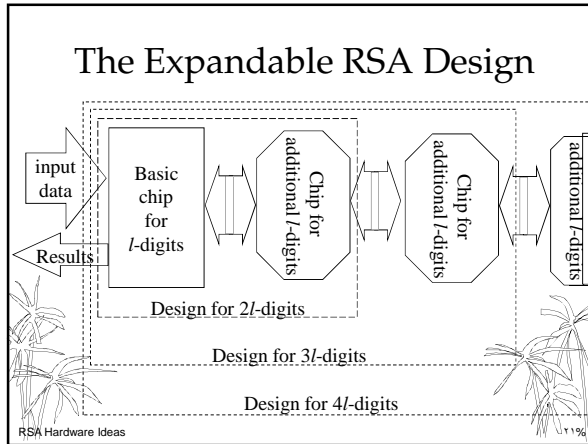 The Expandable RSA Design
input
data
Results
Basic
chip
for
l-digits
Chip for
additional l-digits
Chip for
additional l-digits
additional l-digits
Design for 2l-digits
Design for 3l-digits
Design for 4l-digits
RSA Hardware Ideas
٢١%